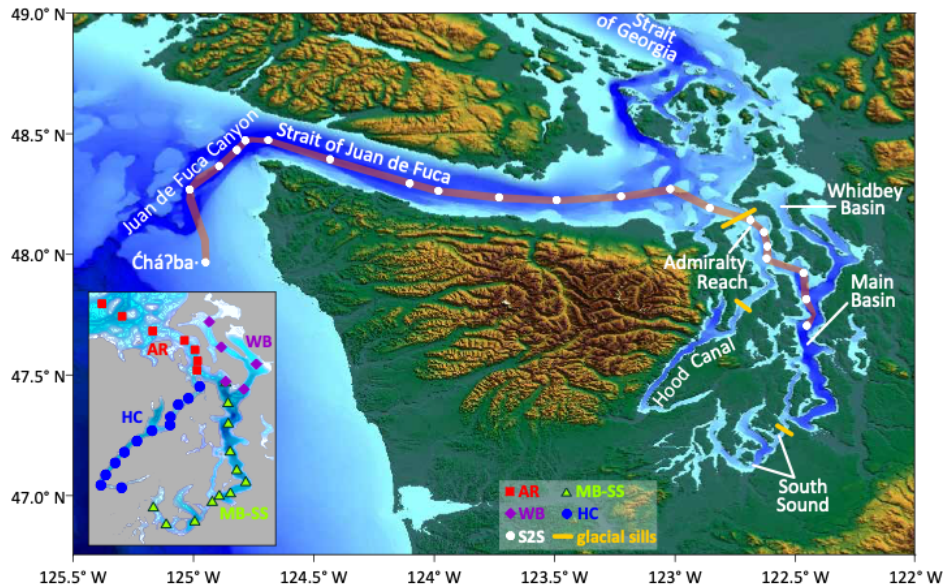 49.0° N
48.5° N
48.0° N
47.5° N
47.0° N
125.5° W
125° W
124.5° W
124° W
123.5° W
123° W
122.5° W
122° W
Strait
of Georgia
Juan de Fuca Canyon
Strait of Juan de Fuca
Ćháʔba·
Whidbey
Basin
Admiralty
Reach
Main
Basin
Hood Canal
South
Sound
AR
WB
HC
MB-SS
AR
MB-SS
WB
HC
S2S
glacial sills